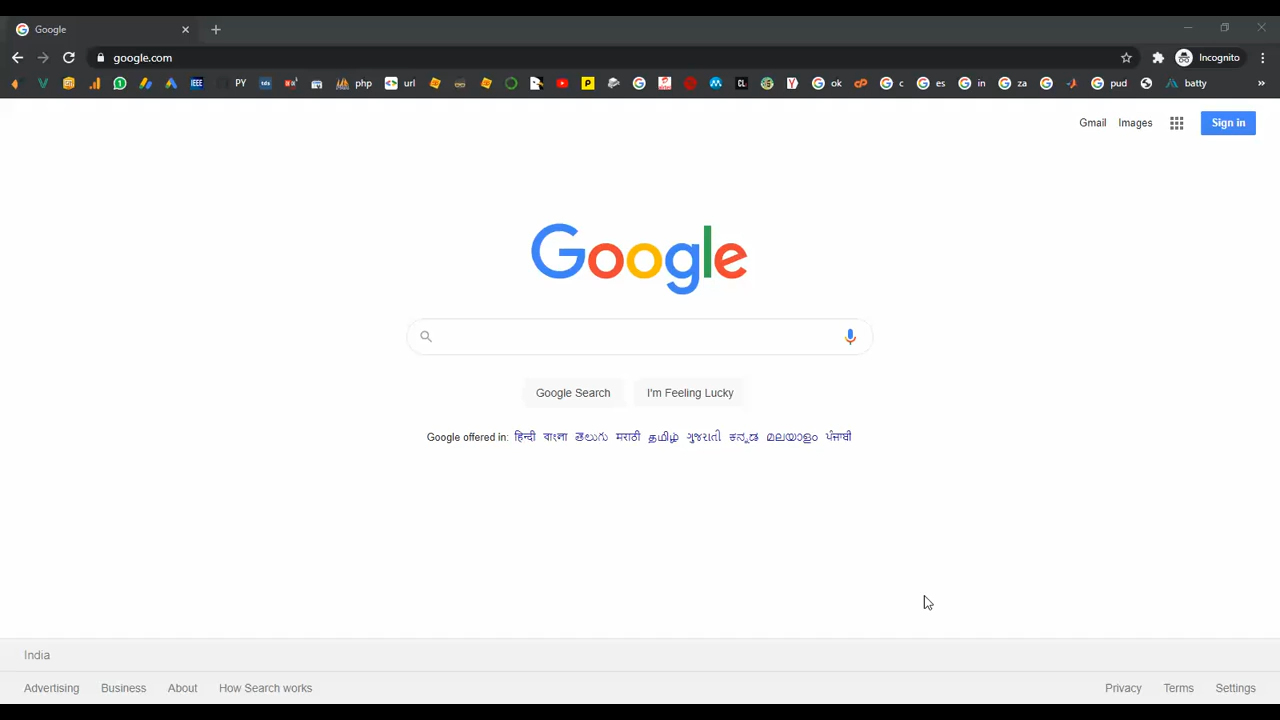 Google
google.com
Incognito
PY
php
url
ok
c
es
in
za
pud
batty
Gmail Images Sign in
Google
Google Search I'm Feeling Lucky
Google offered in: हिन्दी বাংলা తెలుగు मराठी தமிழ் ગુજરાતી ಕನ್ನಡ മലയാളം ਪੰਜਾਬੀ
India
Advertising Business About How Search works Privacy Terms Settings